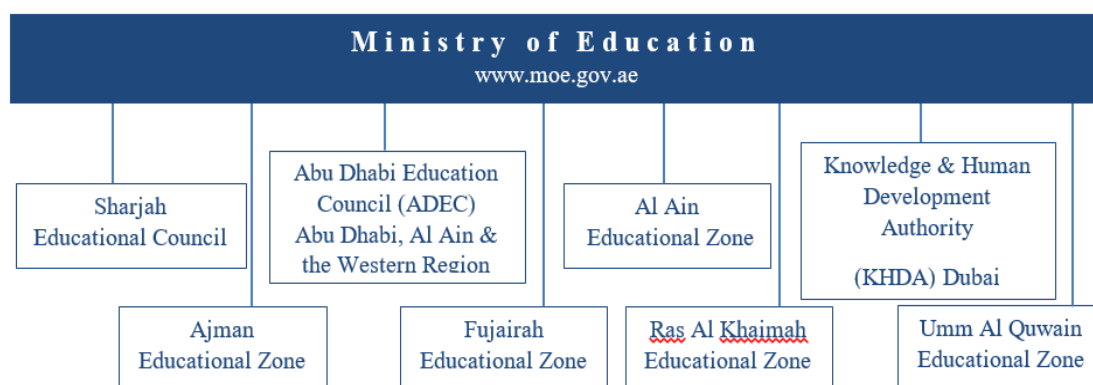 Ministry of Education
www.moe.gov.ae
Sharjah
Educational Council
Abu Dhabi Education
Council (ADEC)
Abu Dhabi, Al Ain &
the Western Region
Al Ain
Educational Zone
Knowledge & Human
Development
Authority
(KHDA) Dubai
Ajman
Educational Zone
Fujairah
Educational Zone
Ras Al Khaimah
Educational Zone
Umm Al Quwain
Educational Zone